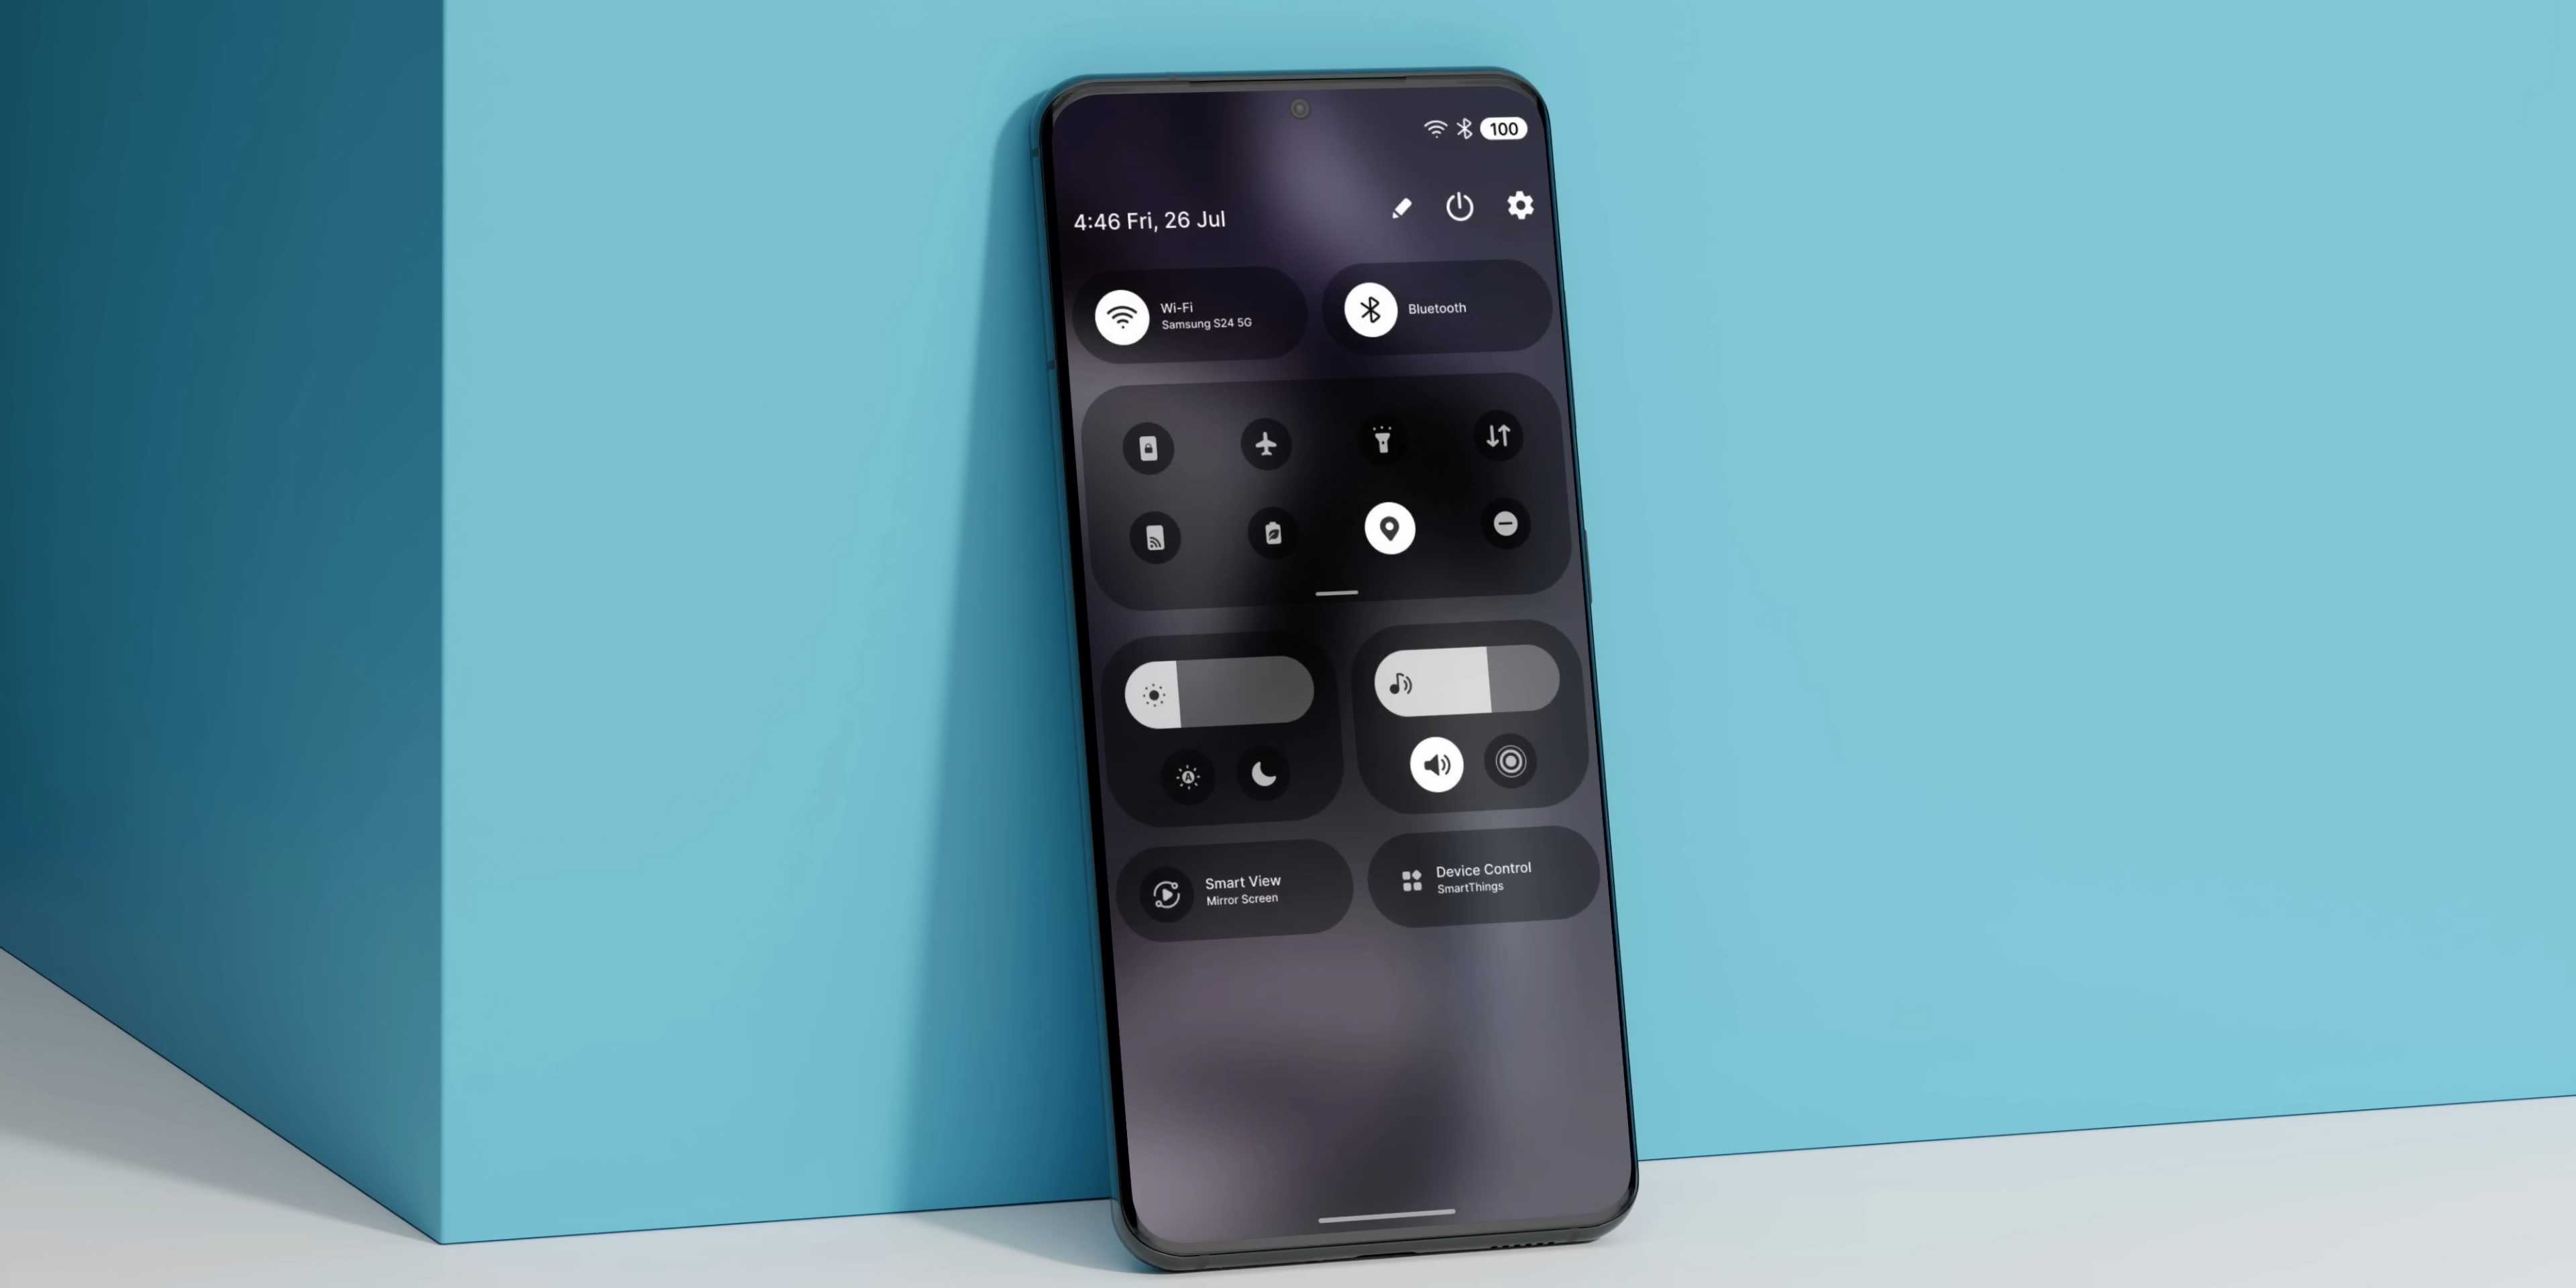 100
4:46 Fri, 26 Jul
Wi-Fi
Samsung S24 5G
Bluetooth
A
Smart View
Mirror Screen
Device Control
SmartThings